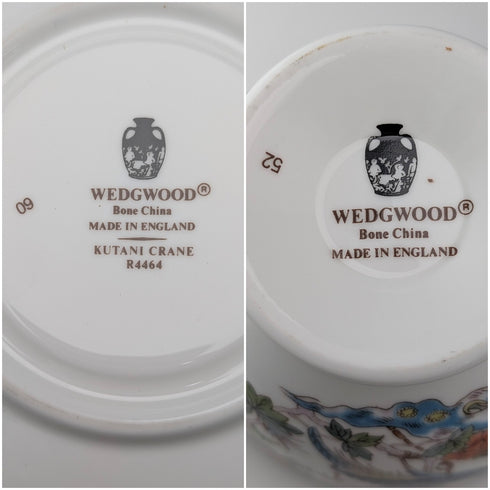 WEDGWOOD®
Bone China
MADE IN ENGLAND
KUTANI CRANE
R4464
60
WEDGWOOD®
Bone China
MADE IN ENGLAND
52